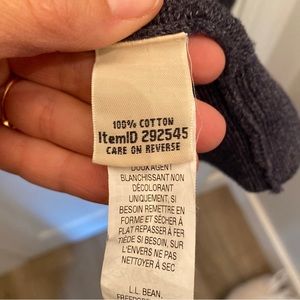 100% COTTON
ItemID 292545
CARE ON REVERSE
DOUX AGENT
BLANCHISSANT NON
DÉCOLORANT
UNIQUEMENT, SI
BESOIN REMETTRE EN
FORME ET SÉCHER À
PLAT REPASSER À FER
TIÈDE SI BESOIN. SUR
L'ENVERS NE PAS
NETTOYER À SEC
L.L. BEAN,